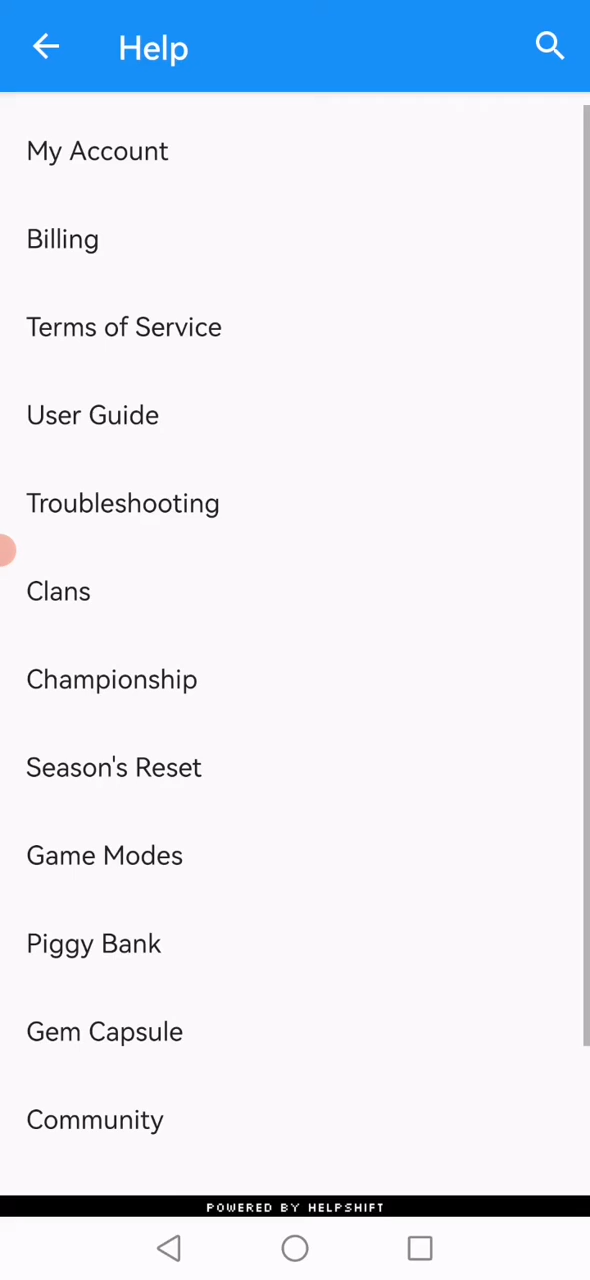 Help
My Account
Billing
Terms of Service
User Guide
Troubleshooting
Clans
Championship
Season's Reset
Game Modes
Piggy Bank
Gem Capsule
Community
POWERED BY HELPSHIFT